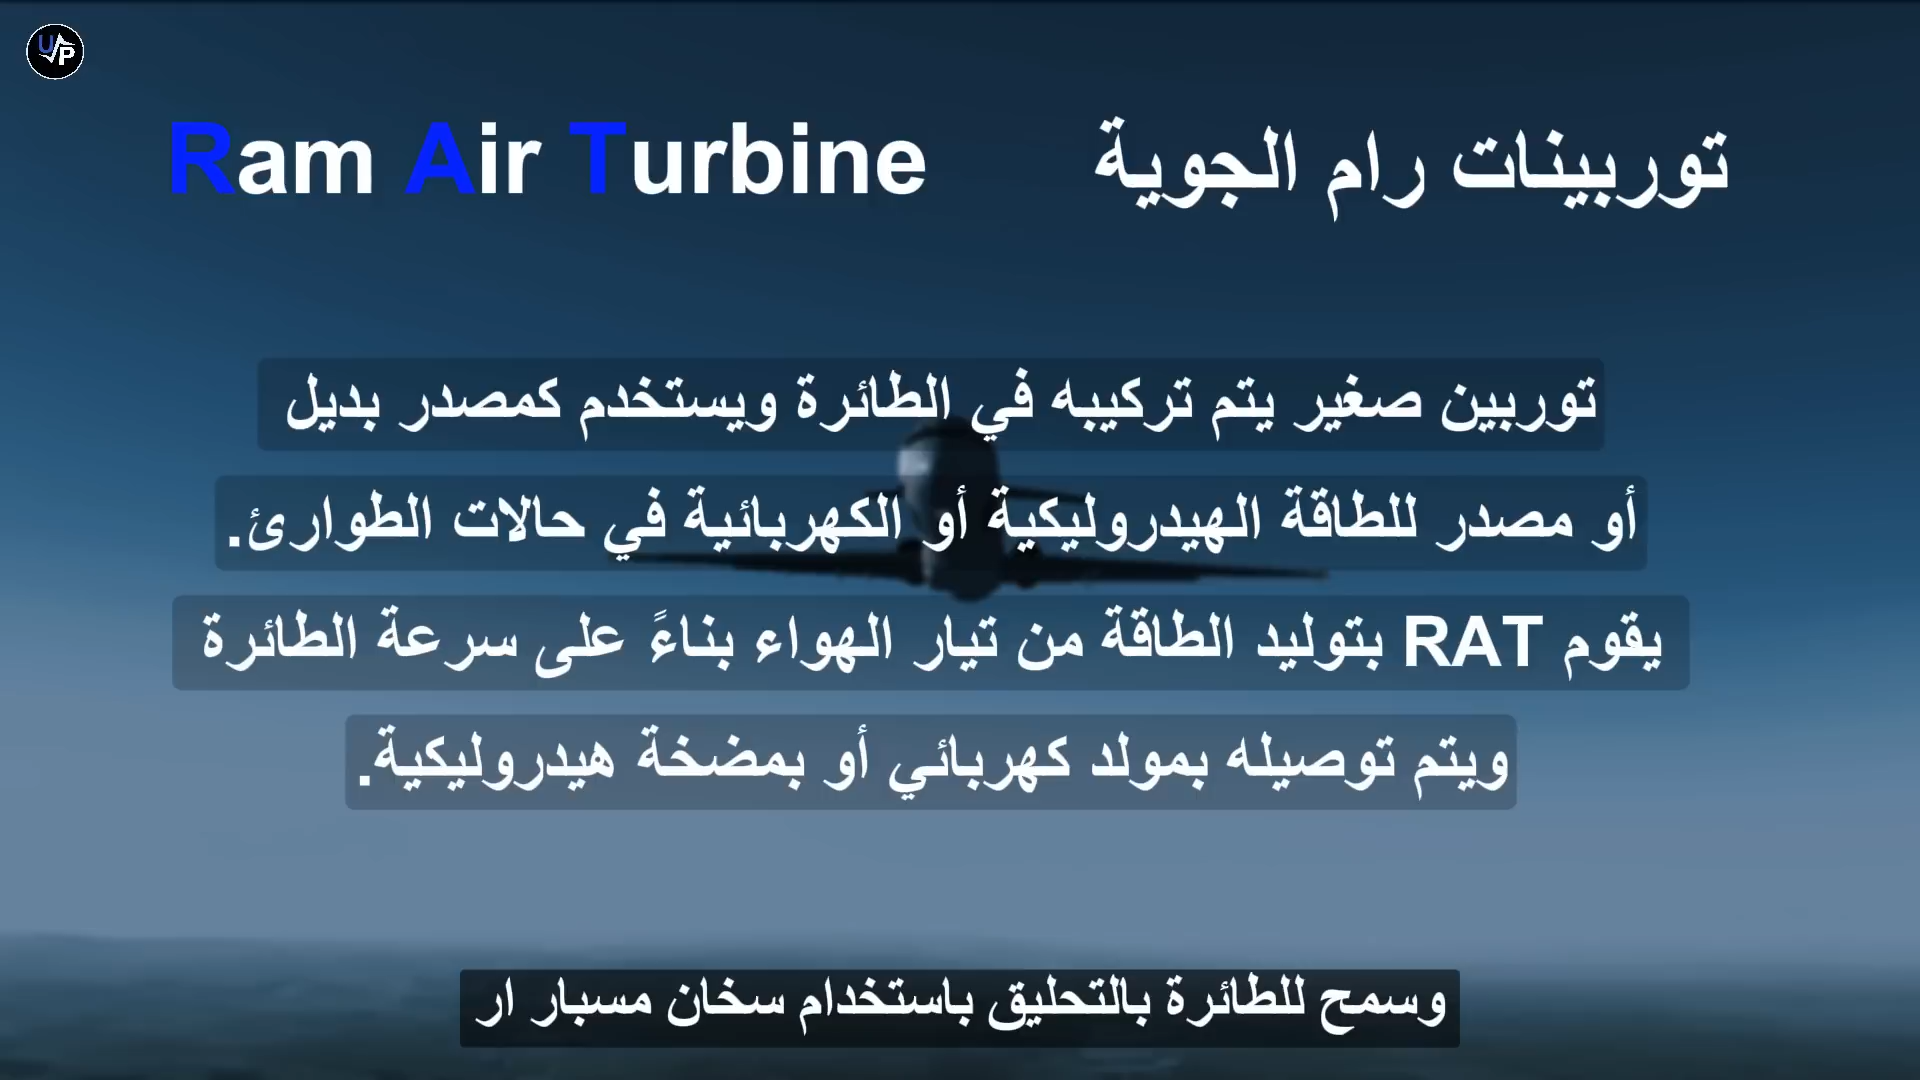 UP
Ram Air Turbine
توربينات رام الجوية
توربين صغير يتم تركيبه في الطائرة ويستخدم كمصدر بديل
أو مصدر للطاقة الهيدروليكية أو الكهربائية في حالات الطوارئ.
يقوم RAT بتوليد الطاقة من تيار الهواء بناءً على سرعة الطائرة
ويتم توصيله بمولد كهربائي أو بمضخة هيدروليكية.
وسمح للطائرة بالتحليق باستخدام سخان مسبار ار